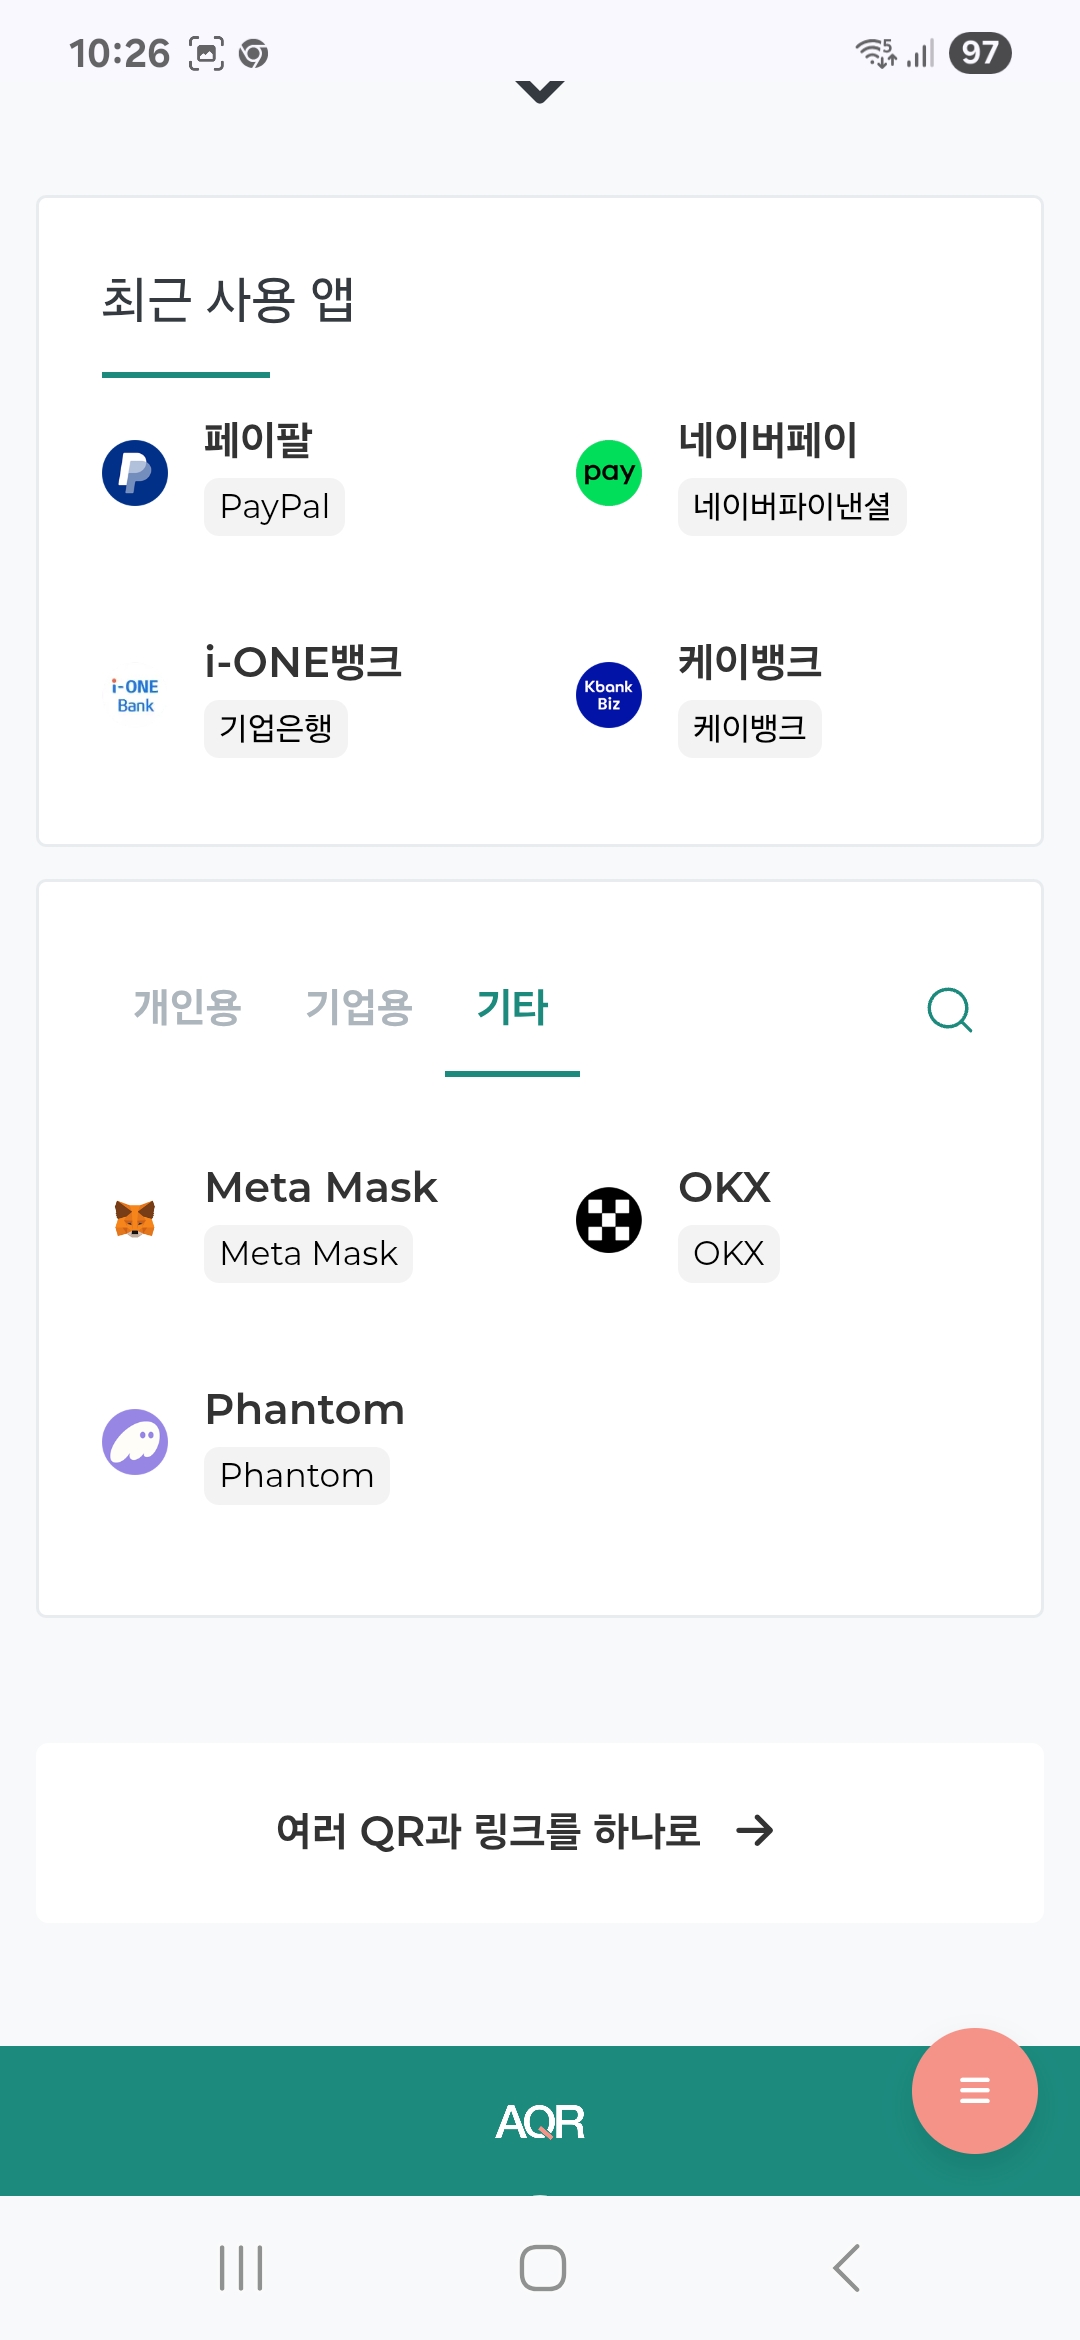 10:26
5
97
최근 사용 앱
페이팔
PayPal
pay
네이버페이
네이버파이낸셜
i-ONE
Bank
i-ONE뱅크
기업은행
Kbank
Biz
케이뱅크
케이뱅크
개인용 기업용 기타
Meta Mask
Meta Mask
OKX
OKX
Phantom
Phantom
여러 QR과 링크를 하나로 →
AQR